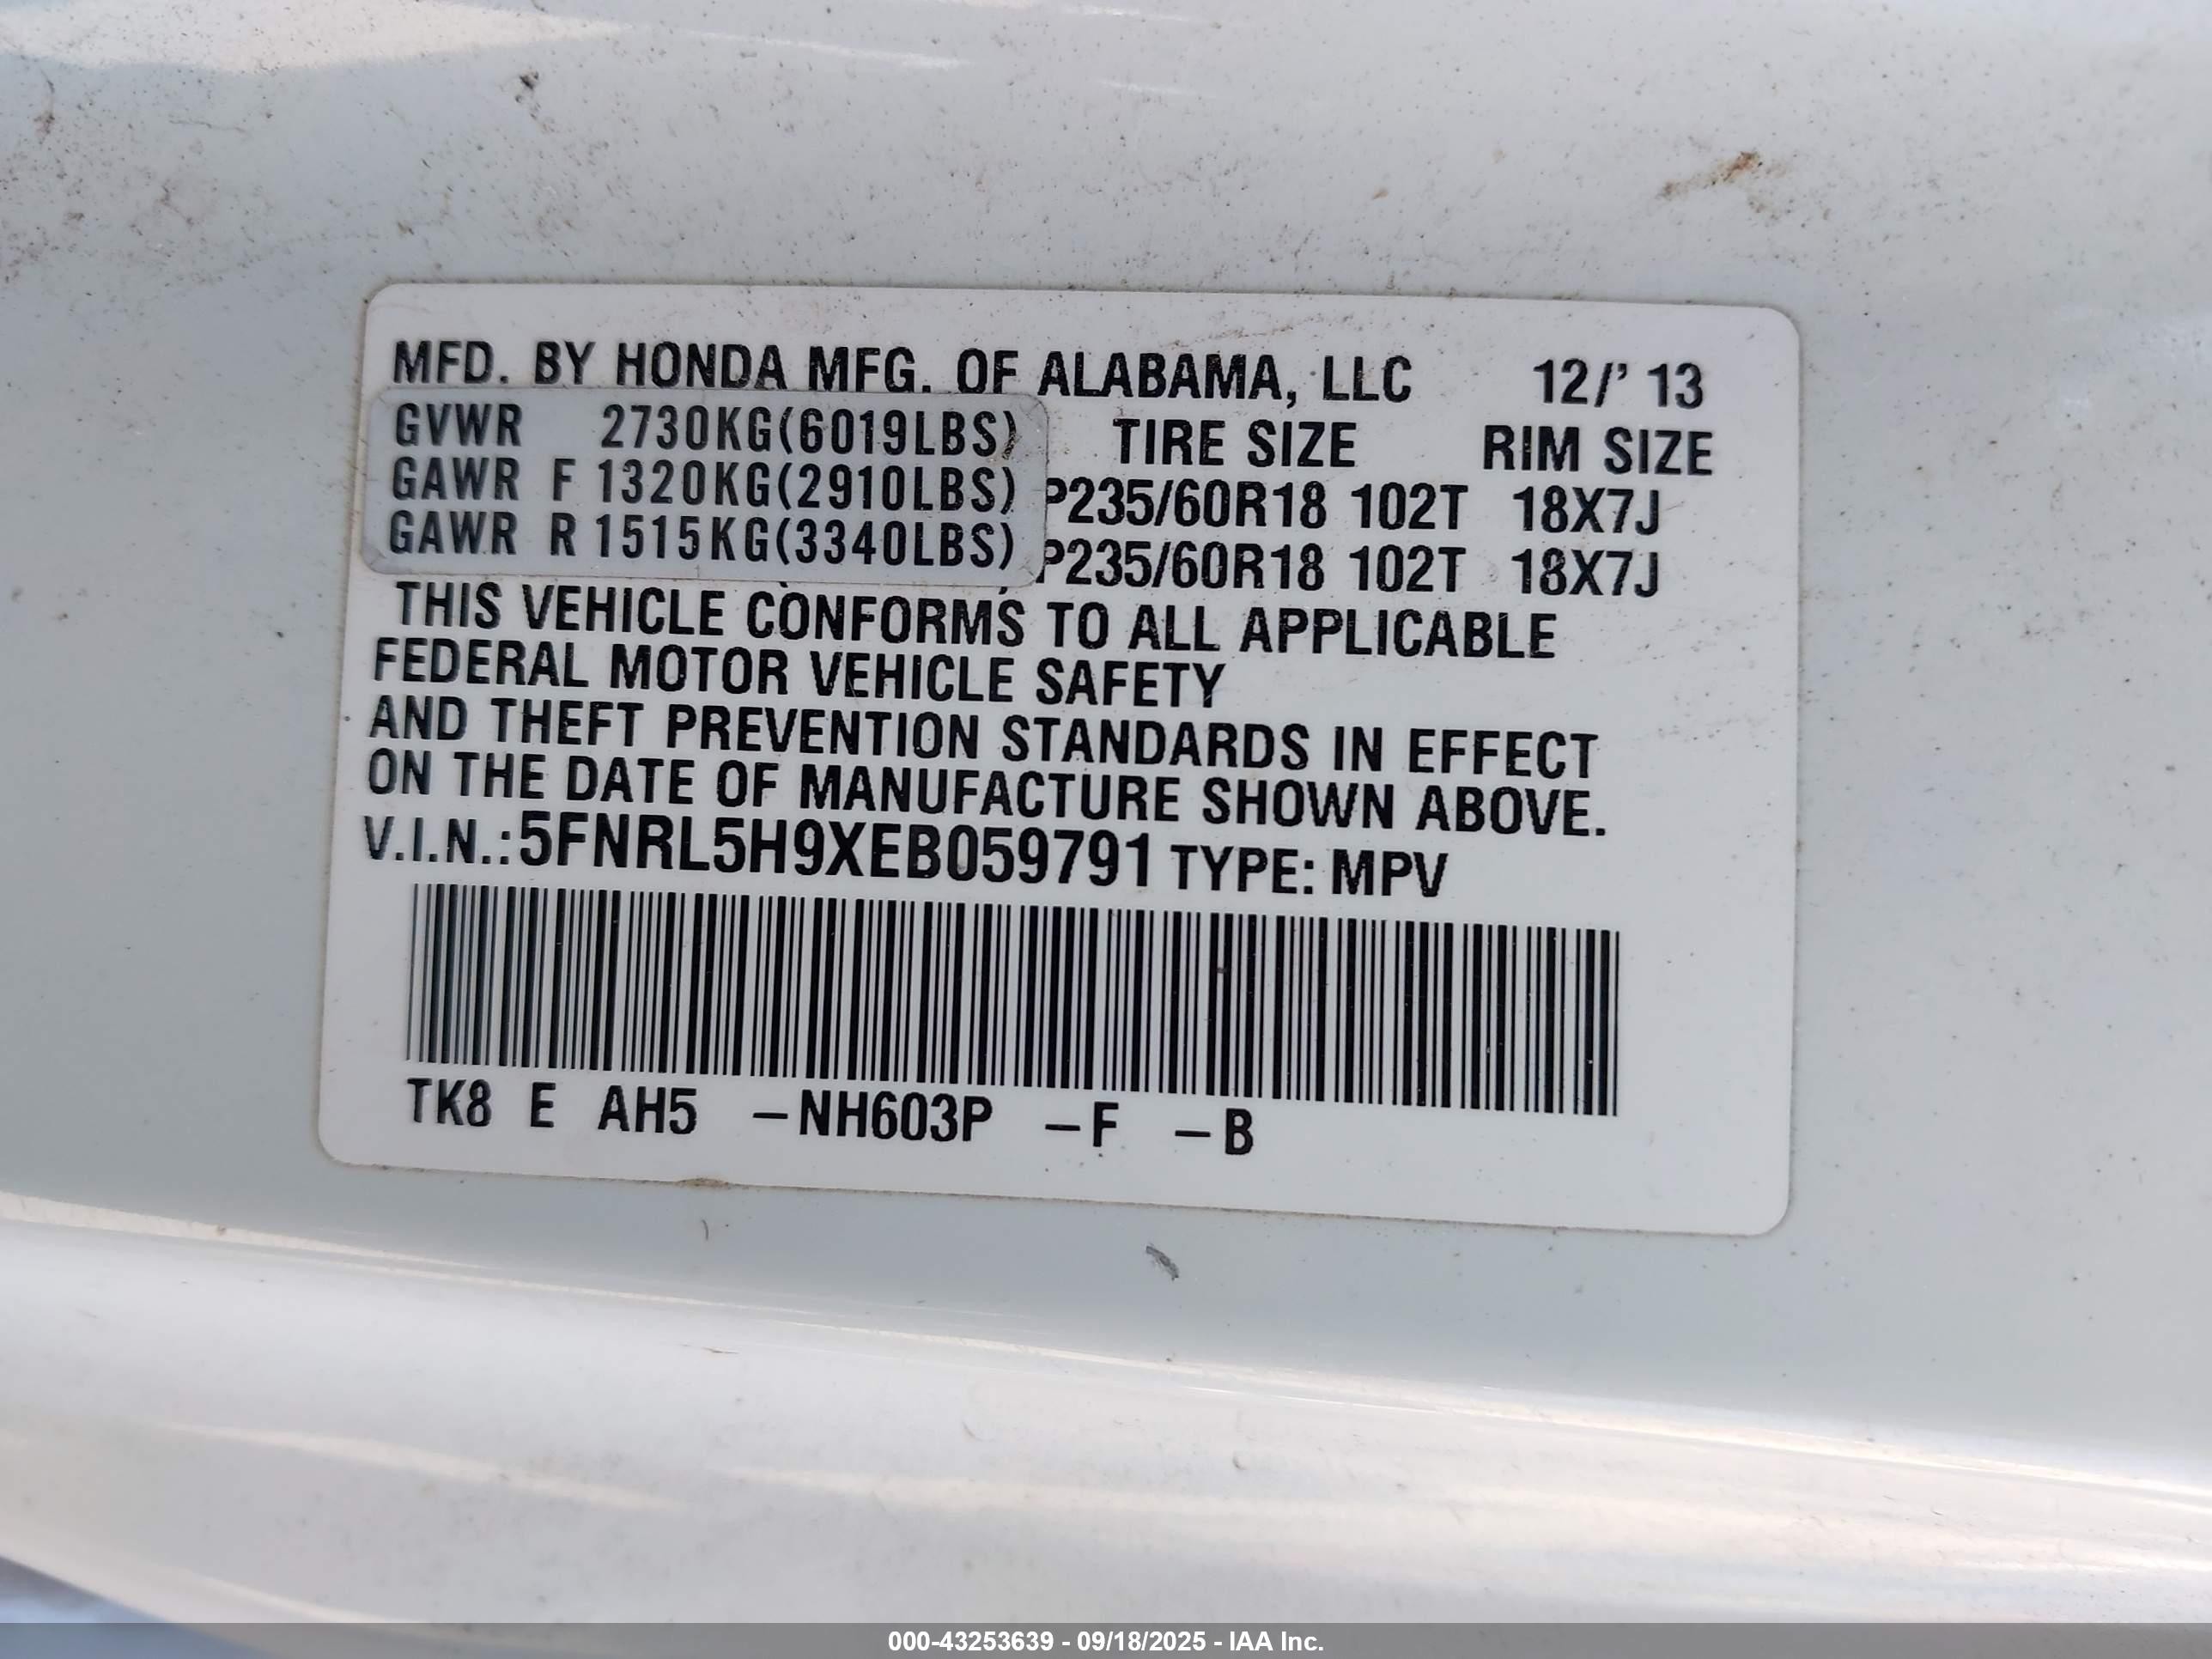 MFD. BY HONDA MFG. OF ALABAMA, LLC 12/' 13
GVWR 2730KG(6019LBS) TIRE SIZE RIM SIZE
GAWR F 1320KG(2910LBS) P235/60R18 102T 18X7J
GAWR R 1515KG(3340LBS) P235/60R18 102T 18X7J
THIS VEHICLE CONFORMS TO ALL APPLICABLE
FEDERAL MOTOR VEHICLE SAFETY
AND THEFT PREVENTION STANDARDS IN EFFECT
ON THE DATE OF MANUFACTURE SHOWN ABOVE.
V.I.N.:5FNRL5H9XEB059791 TYPE: MPV
TK8 E AH5 –NH603P –F –B
000-43253639 - 09/18/2025 - IAA Inc.